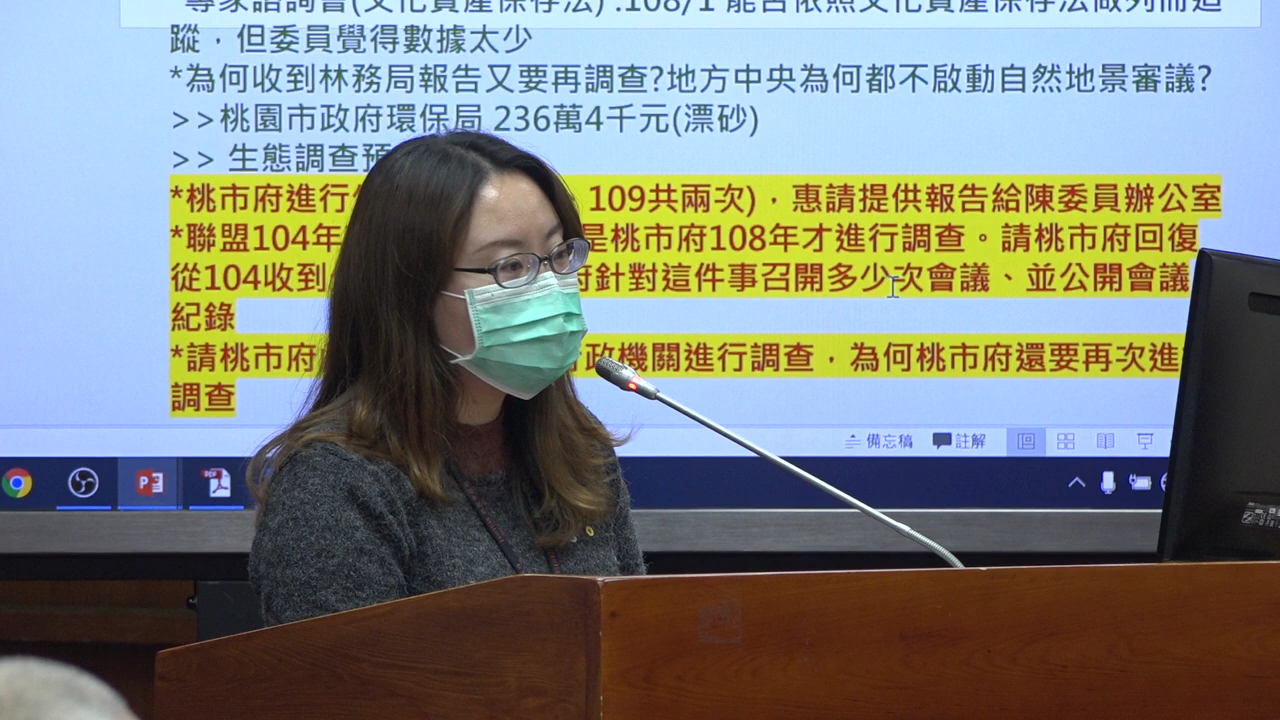 專家諮詢會(文化資產保存法) :108/1 能否依照文化資產保存法做列冊追
蹤，但委員覺得數據太少
*為何收到林務局報告又要再調查?地方中央為何都不啟動自然地景審議?
>>桃園市政府環保局 236萬4千元(漂砂)
>> 生態調查預
*桃市府進行 109共兩次)，惠請提供報告給陳委員辦公室
*聯盟104年 是桃市府108年才進行調查。請桃市府回復
從104收到 針對這件事召開多少次會議、並公開會議
紀錄
*請桃市府 政機關進行調查，為何桃市府還要再次進
調查
備忘稿 註解